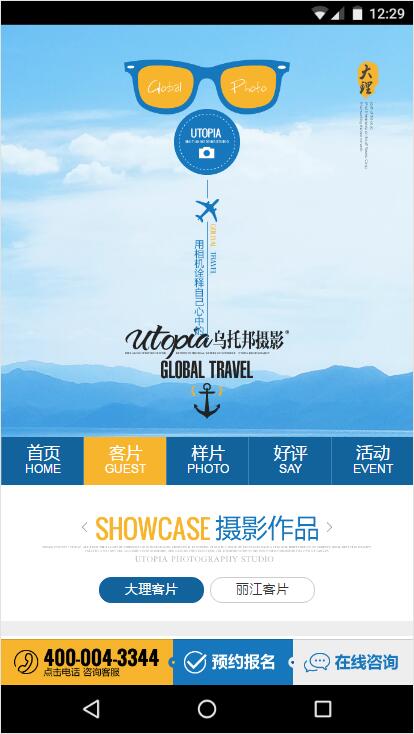 12:29
Global Photo
大理
UTOPIA
GLOBAL TRAVEL
用相机诠释自己心中的
Utopia乌托邦摄影®
GLOBAL TRAVEL
首页
HOME
客片
GUEST
样片
PHOTO
好评
SAY
活动
EVENT
SHOWCASE 摄影作品
UTOPIA PHOTOGRAPHY STUDIO
大理客片
丽江客片
400-004-3344
点击电话 咨询客服
预约报名
在线咨询